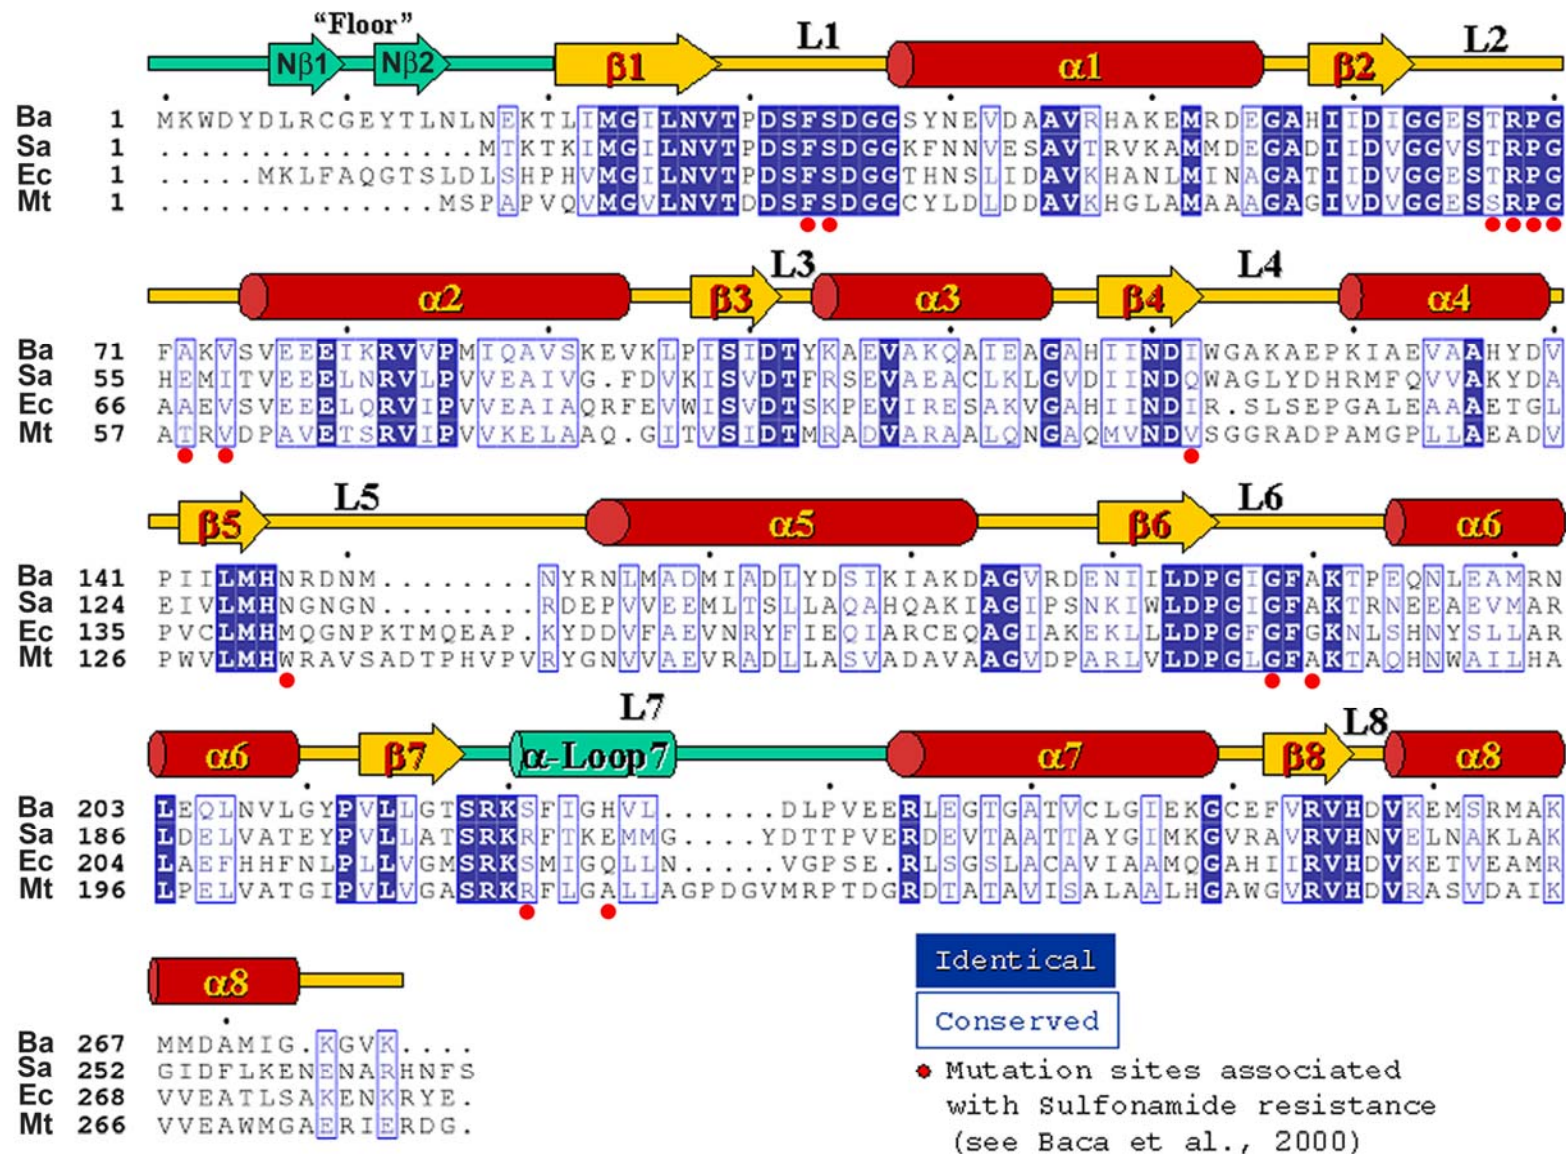 “Floor”
Nβ1 Nβ2 β1 L1 α1 β2 L2
Ba 1 MKWDYDLRCGEYTLNLNEKTLIMGILNVTPDSFSDGGSYNEVDAAVRHAKEMRDEGAHIIDIGGESTRPG
Sa 1 ................MTKTKIMGILNVTPDSFSDGGKFNNVESAVTRVKAMMDEGADIIDVGGVSTRPG
Ec 1 .....MKLFAQGTSLDLSHPHVMGILNVTPDSFSDGGTHNSLIDAVKHANLMINAGATIIDVGGESTRPG
Mt 1 ..............MSPAPVQVMGVLNVTDDSFSDGGCYLDLDDAVKHGLAMAAAGAGIVDVGGESSRPG
α2 β3 L3 α3 β4 L4 α4
Ba 71 FAKVSVEEEIKRVVPMIQAVSKEVKLPISIDTYKAEVAKQAIEAGAHIINDIWGAKAEPKIAEVAAHYDV
Sa 55 HEMITVEEELNRVLPVVEAIVG.FDVKISVDTFRSEVAEACLKLGVDIINDQWAGLYDHRMFQVVAKYDA
Ec 66 AAEVSVEEELQRVIPVVEAIAQRFEVWISVDTSKPEVIRESAKVGAHIINDIR.SLSEPGALEAAAETGL
Mt 57 ATRVDPAVETSRVIPVVKELAAQ.GITVSIDTMRADVARAALQNGAQMVNDVSGGRADPAMGPLLAEADV
β5 L5 α5 β6 L6 α6
Ba 141 PIILMHNRDNM........NYRNLMADMIADLYDSIKIAKDAGVRDENIILDPGIGFAKTPEQNLEAMRN
Sa 124 EIVLMHNGNGN........RDEPVVEEMLTSLLAQAHQAKIAGIPSNKIWLDPGIGFAKTRNEEAEVMAR
Ec 135 PVCLMHMQGNPKTMQEAP.KYDDVFAEVNRYFIEQIARCEQAGIAKEKLLLDPGFGFGKNLSHNYSLLAR
Mt 126 PWVLMHWRAVSADTPHVPVRYGNVVAEVRADLLASVADAVAAGVDPARLVLDPGLGFAKTAQHNWAILHA
α6 β7 α-Loop7 L7 α7 β8 L8 α8
Ba 203 LEQLNVLGYPVLLGTSRKSFIGHVL......DLPVEERLEGTGATVCLGIEKGCEFVRVHDVKEMSRMAK
Sa 186 LDELVATEYPVLLATSRKRFTKEMMG....YDTTPVERDEVTAATTAYGIMKGVRAVRVHNVELNAKLAK
Ec 204 LAEFHHFNLPLLVGMSRKSMIGQLLN.....VGPSE.RLSGSLACAVIAAMQGAHIIRVHDVKETVEAMR
Mt 196 LPELVATGIPVLVGASRKRFLGALLAGPDGVMRPTDGRDTATAVISALAALHGAWGVRVHDVRASVDAIK
α8
Ba 267 MMDAMIG.KGVK....
Sa 252 GIDFLKENENARHNFS
Ec 268 VVEATLSAKENKRYE.
Mt 266 VVEAWMGAERIERDG.
Identical
Conserved
Mutation sites associated
with Sulfonamide resistance
(see Baca et al., 2000)